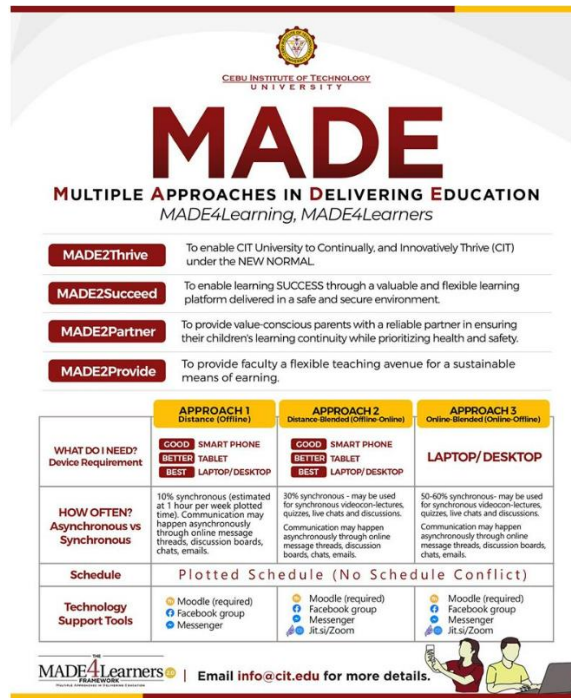 CEBU INSTITUTE OF TECHNOLOGY
UNIVERSITY
MADE
MULTIPLE APPROACHES IN DELIVERING EDUCATION
MADE4Learning, MADE4Learners
MADE2Thrive
To enable CIT University to Continually, and Innovatively Thrive (CIT)
under the NEW NORMAL.
MADE2Succeed
To enable learning SUCCESS through a valuable and flexible learning
platform delivered in a safe and secure environment.
MADE2Partner
To provide value-conscious parents with a reliable partner in ensuring
their children's learning continuity while prioritizing health and safety.
MADE2Provide
To provide faculty a flexible teaching avenue for a sustainable
means of earning.
APPROACH 1
Distance (Offline)
APPROACH 2
Distance-Blended (Offline-Online)
APPROACH 3
Online-Blended (Online-Offline)
WHAT DO I NEED?
Device Requirement
GOOD SMART PHONE
BETTER TABLET
BEST LAPTOP/DESKTOP
GOOD SMART PHONE
BETTER TABLET
BEST LAPTOP/DESKTOP
LAPTOP/DESKTOP
HOW OFTEN?
Asynchronous vs
Synchronous
10% synchronous (estimated
at 1 hour per week plotted
time). Communication may
happen asynchronously
through online message
threads, discussion boards,
chats, emails.
30% synchronous - may be used
for synchronous videocon-lectures,
quizzes, live chats and discussions.
Communication may happen
asynchronously through online
message threads, discussion
boards, chats, emails.
50-60% synchronous- may be used
for synchronous videocon-lectures,
quizzes, live chats and discussions.
Communication may happen
asynchronously through online
message threads, discussion boards,
chats, emails.
Schedule
Plotted Schedule (No Schedule Conflict)
Technology
Support Tools
Moodle (required)
Facebook group
Messenger
Moodle (required)
Facebook group
Messenger
Jit.si/Zoom
Moodle (required)
Facebook group
Messenger
Jit.si/Zoom
THE
MADE4Learners
FRAMEWORK
MULTIPLE APPROACHES IN DELIVERING EDUCATION
Email info@cit.edu for more details.